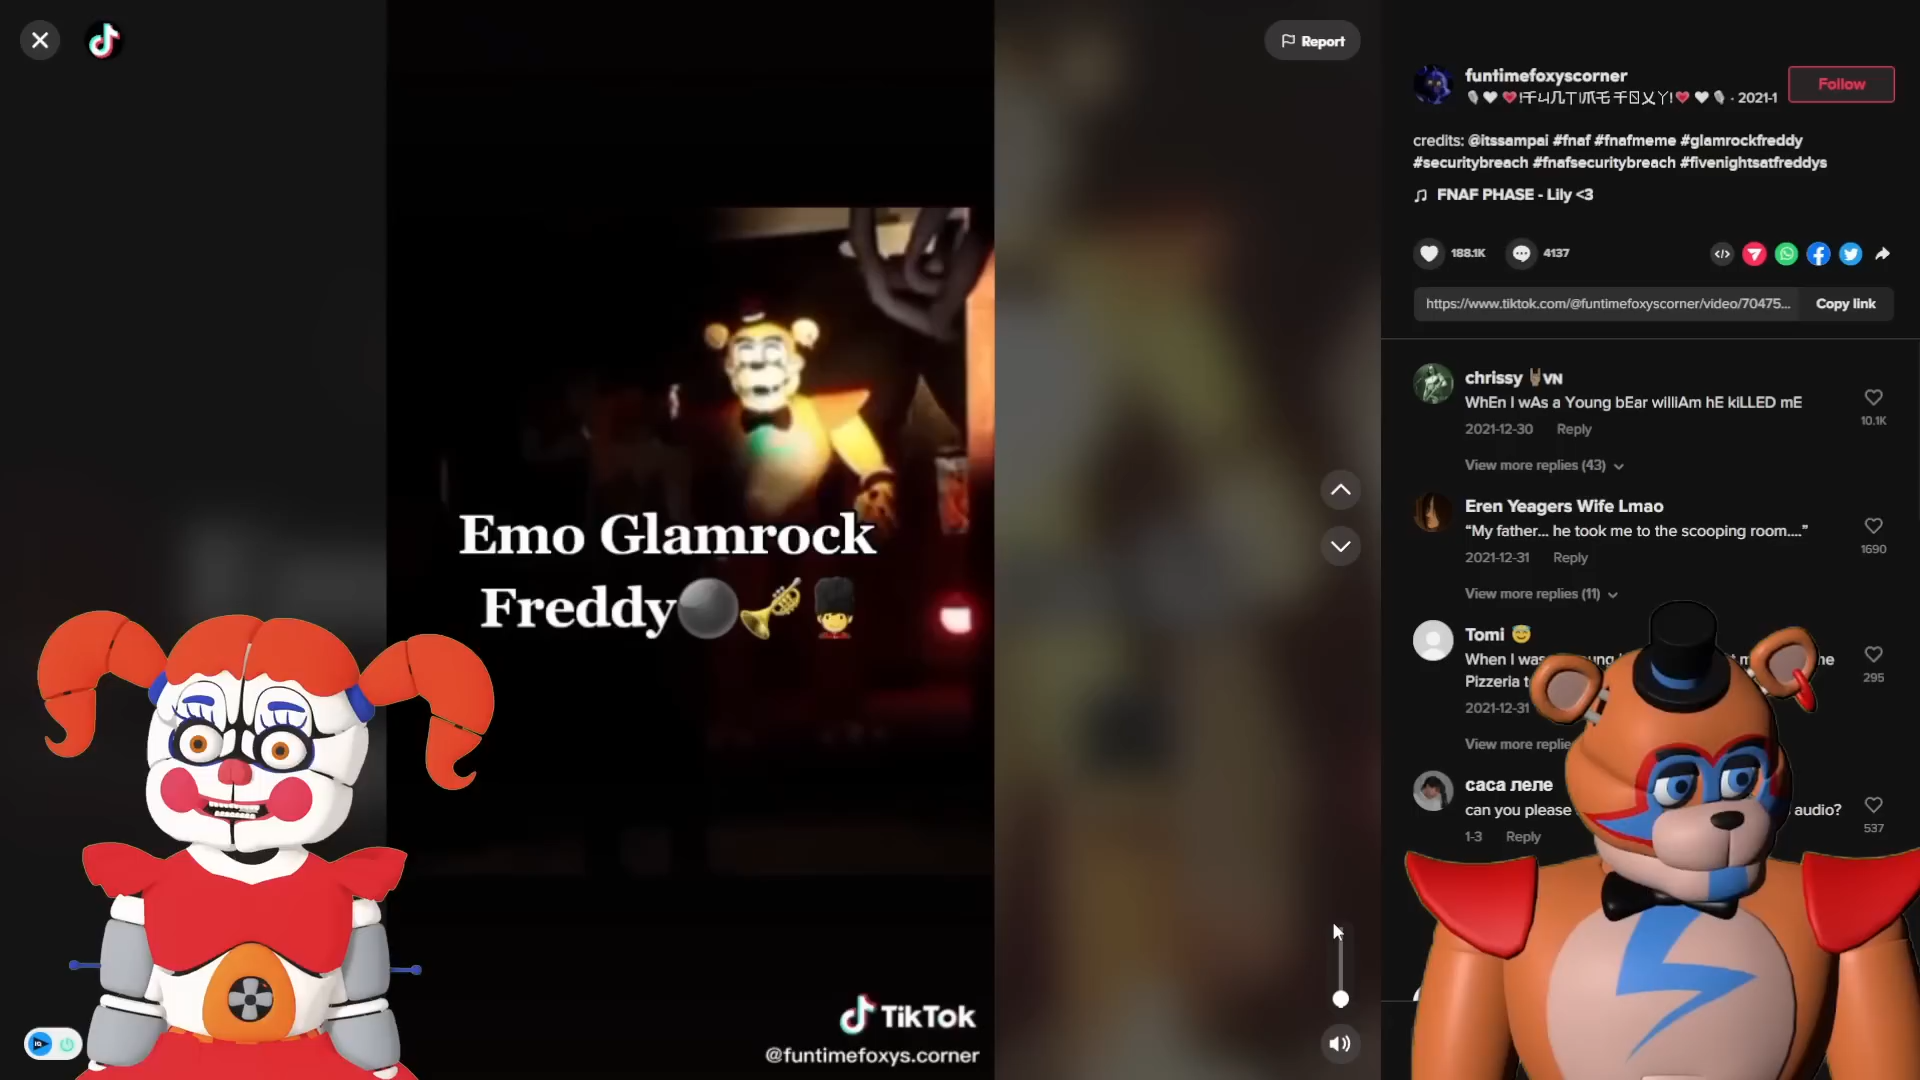 Report
Emo Glamrock
Freddy
TikTok
@funtimefoxys.corner
funtimefoxyscorner
· 2021-1
Follow
credits: @itssampai #fnaf #fnafmeme #glamrockfreddy
#securitybreach #fnafsecuritybreach #fivenightsatfreddys
FNAF PHASE - Lily <3
188.1K
4137
https://www.tiktok.com/@funtimefoxyscorner/video/70475...
Copy link
chrissy VN
WhEn I wAs a Young bEar williAm hE kiLLED mE
2021-12-30 Reply
10.1K
View more replies (43)
Eren Yeagers Wife Lmao
“My father... he took me to the scooping room....”
2021-12-31 Reply
1690
View more replies (11)
Tomi
When I was
Pizzeria
2021-12-31
295
View more
саса леле
can you please audio?
1-3 Reply
537